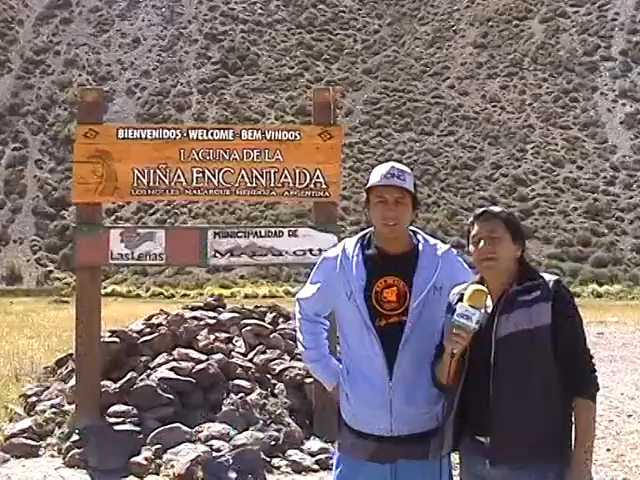 BIENVENIDOS - WELCOME - BEM-VINDOS
LAGUNA DE LA
NIÑA ENCANTADA
LOS MOLLES MALARGUE MENDOZA ARGENTINA
LasLeñas
MUNICIPALIDAD DE
V M